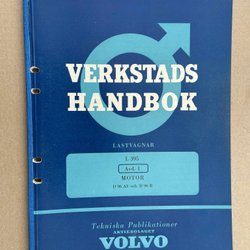 VERKSTADS
HANDBOK
LASTVAGNAR
L 395
Avd. 1
MOTOR
D 96 AS och D 96 B
Tekniska Publikationer
AKTIEBOLAGET
VOLVO